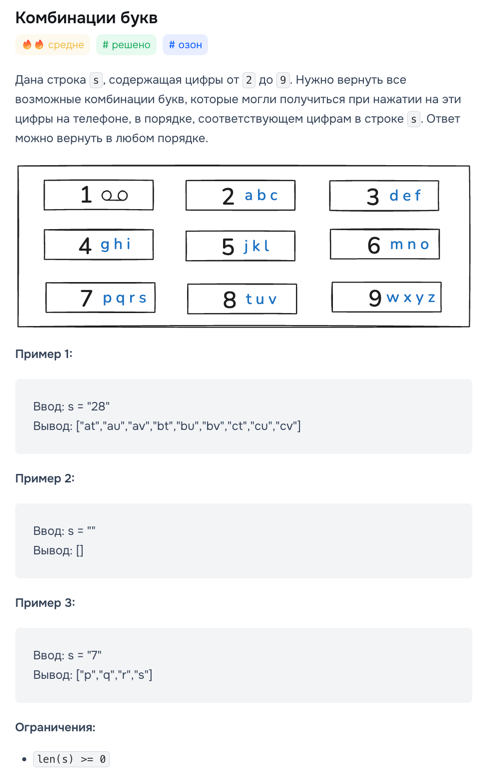 Комбинации букв
🔥🔥 средне # решено # озон
Дана строка s, содержащая цифры от 2 до 9. Нужно вернуть все
возможные комбинации букв, которые могли получиться при нажатии на эти
цифры на телефоне, в порядке, соответствующем цифрам в строке s. Ответ
можно вернуть в любом порядке.
1 2 abc 3 def
4 ghi 5 jkl 6 mno
7 pqrs 8 tuv 9 wxyz
Пример 1:
Ввод: s = "28"
Вывод: ["at","au","av","bt","bu","bv","ct","cu","cv"]
Пример 2:
Ввод: s = ""
Вывод: []
Пример 3:
Ввод: s = "7"
Вывод: ["p","q","r","s"]
Ограничения:
• len(s) >= 0